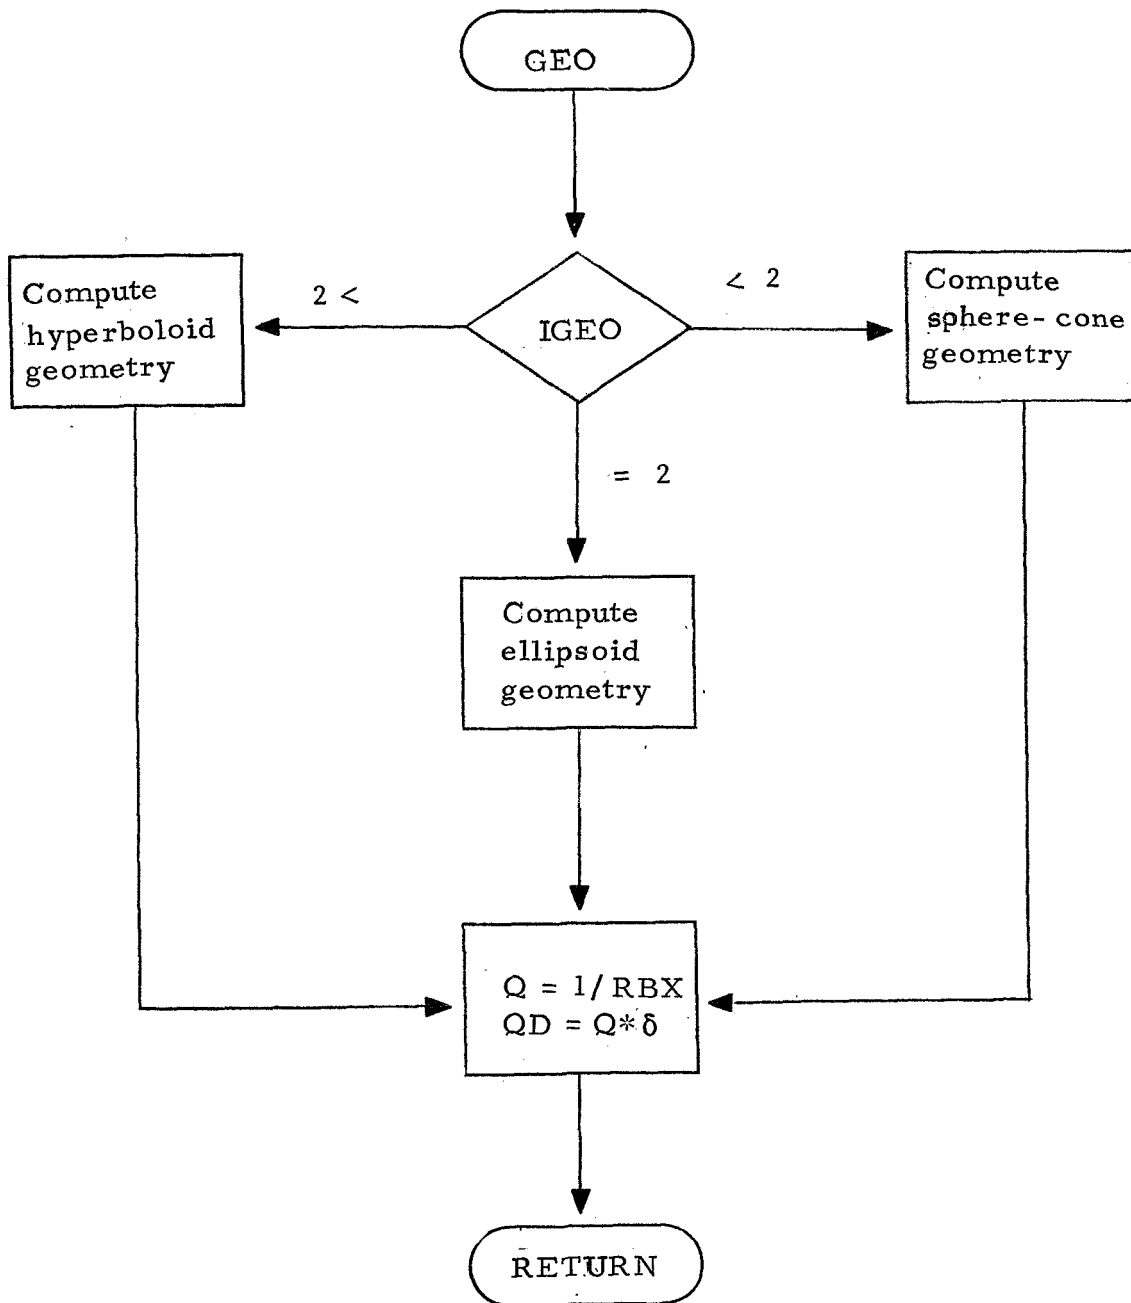 GEO
2 <
< 2
Compute
hyperboloid
geometry
IGEO
Compute
sphere-cone
geometry
= 2
Compute
ellipsoid
geometry
Q = 1/RBX
QD = Q*δ
RETURN